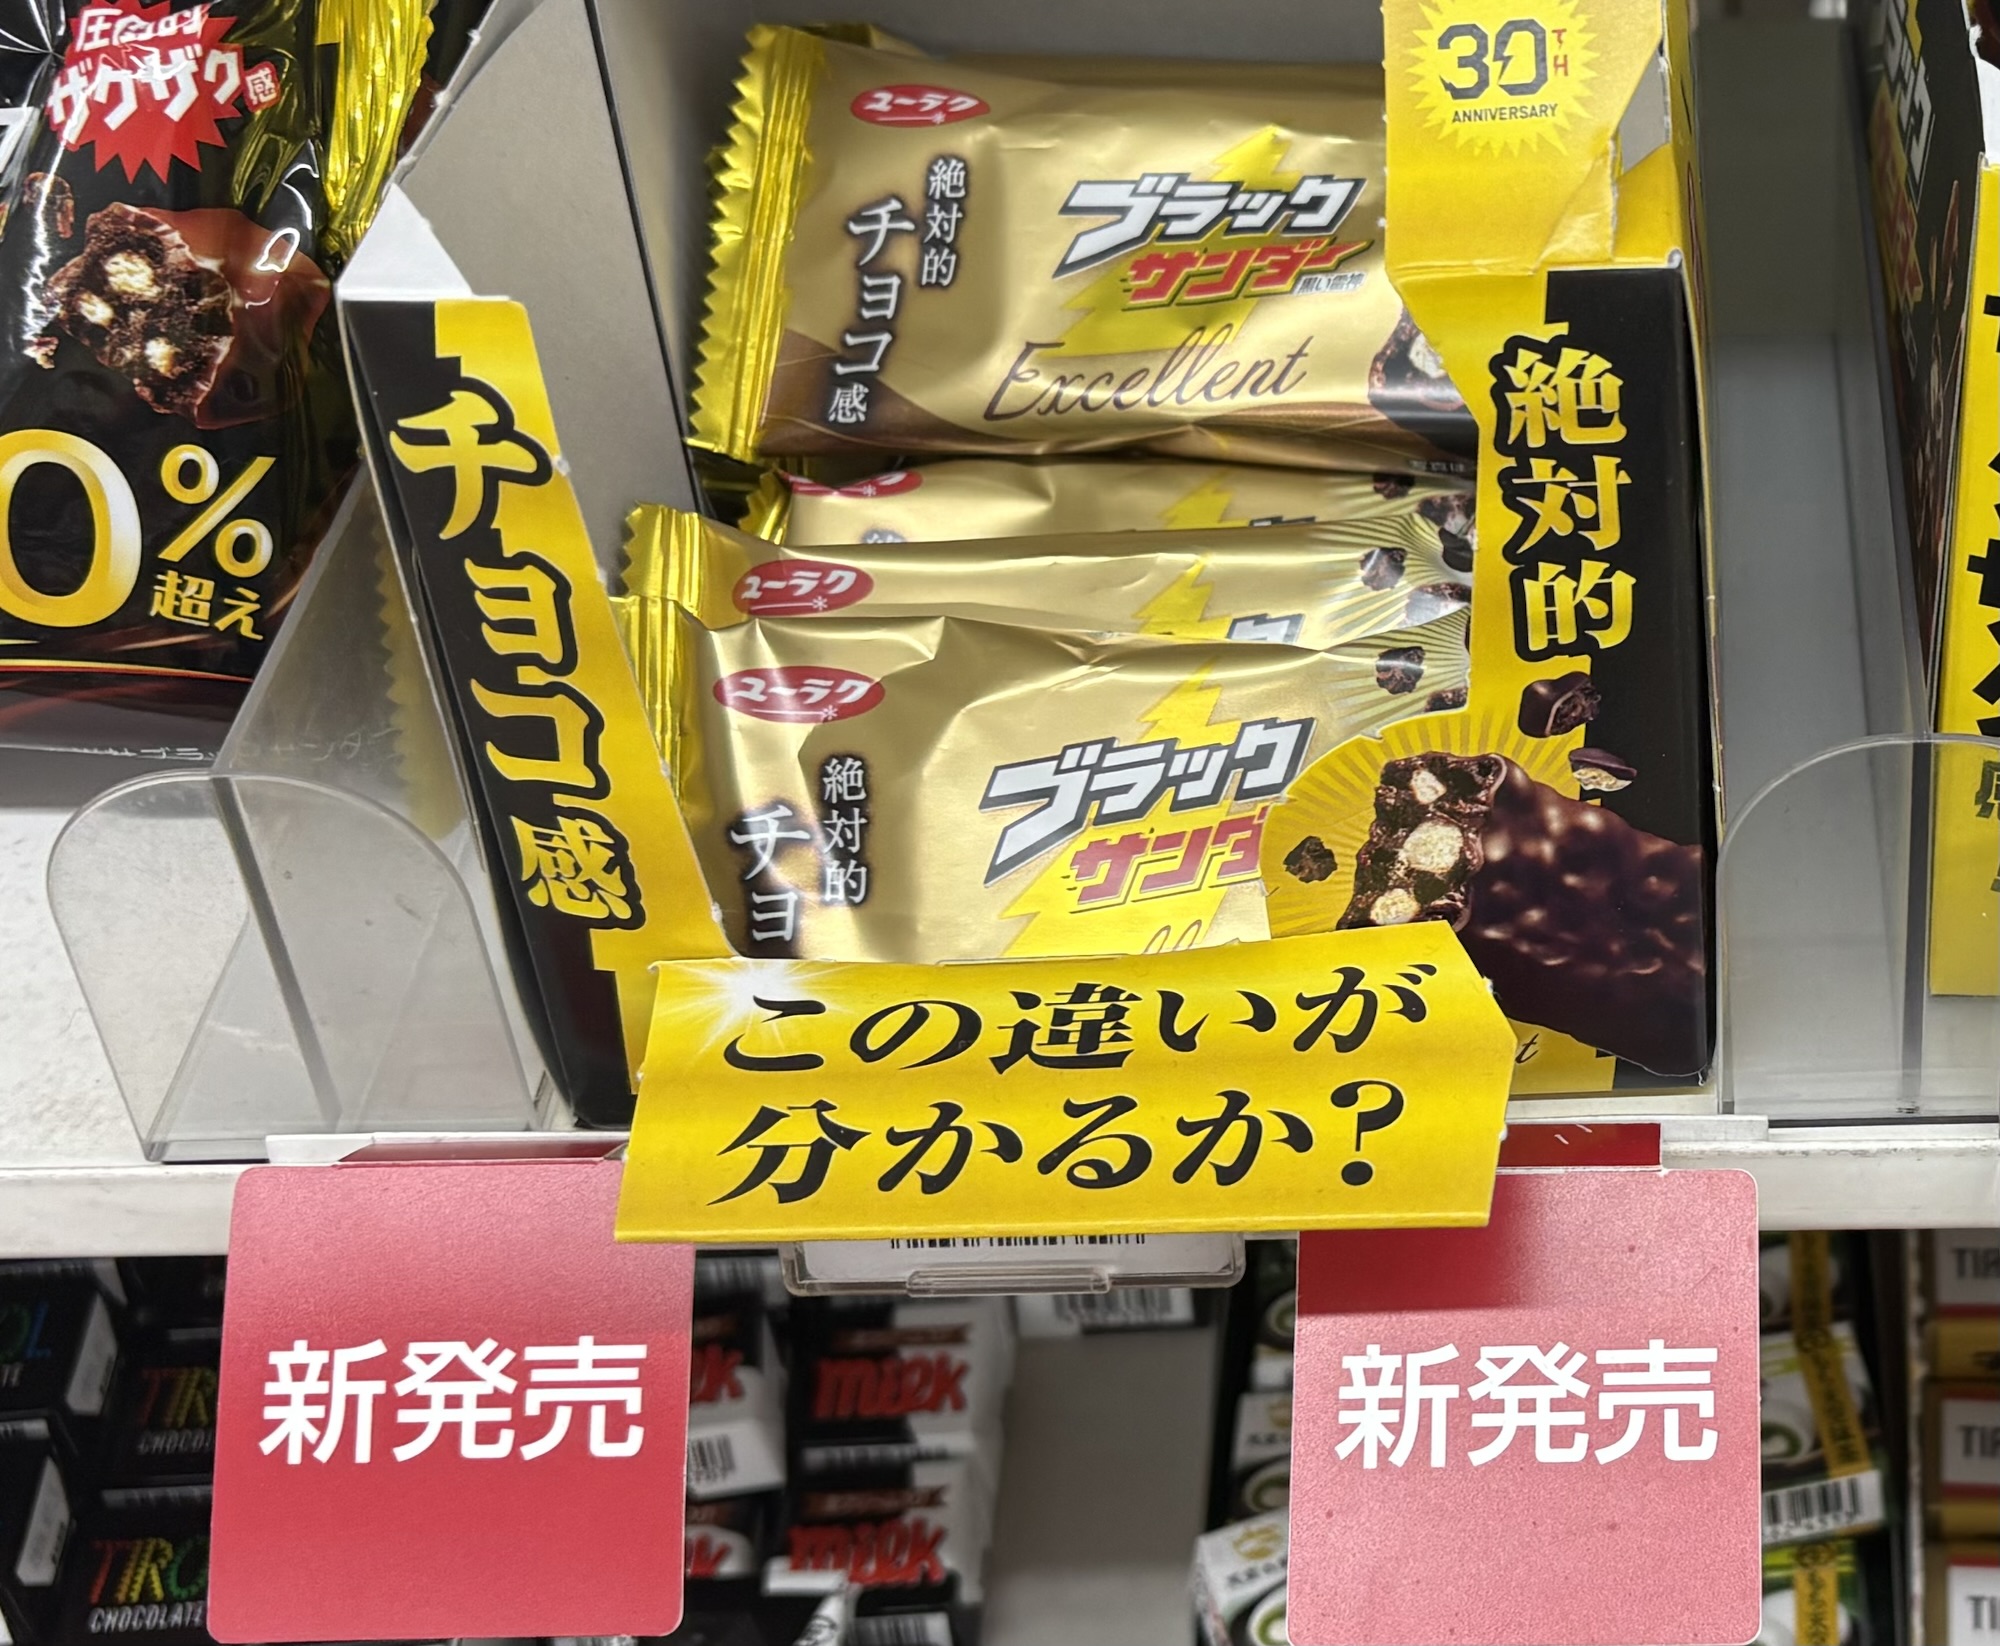 圧倒的
ザクザク感
0%
超え
30TH
ANNIVERSARY
ユーラク
絶対的
チョコ感
ブラック
サンダー
黒い雷神
Excellent
絶対的
チョコ感
ユーラク
ユーラク
ユーラク
絶対的
チョ
ブラック
サンダ
この違いが
分かるか?
新発売
新発売
milk
milk
TIROL
CHOCOLATE